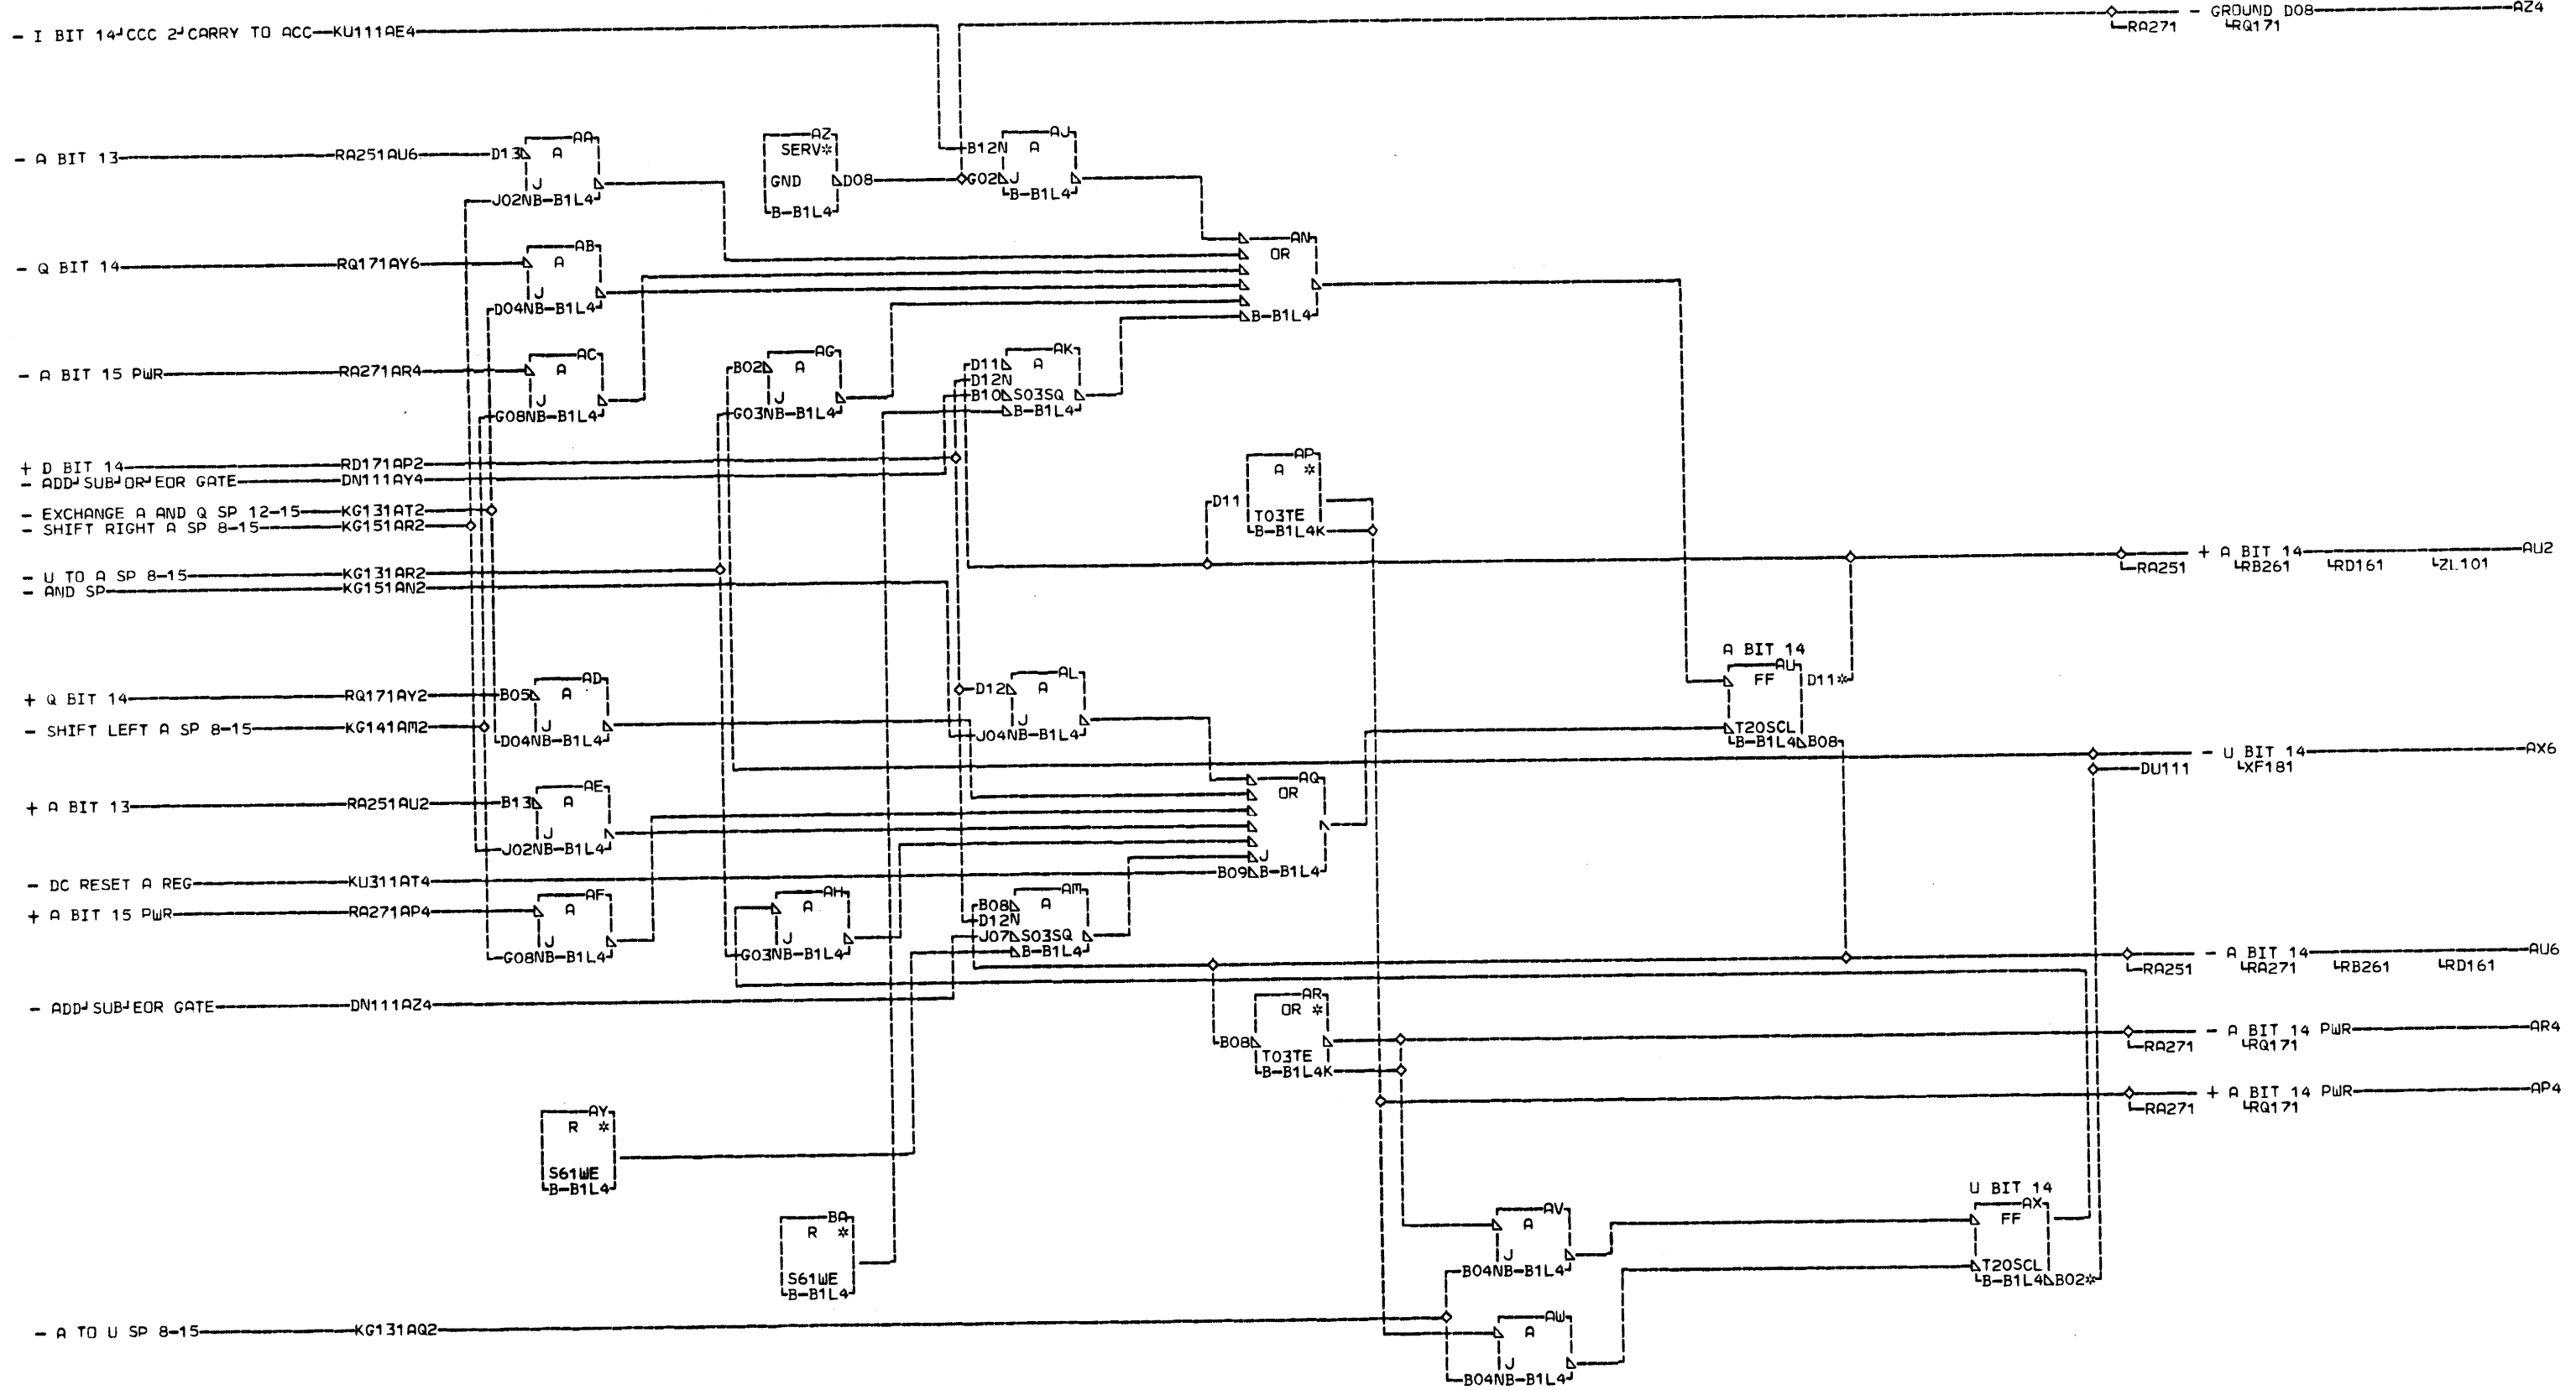 - GROUND D08 AZ4
RA271 RQ171
- I BIT 14 CCC 2 CARRY TO ACC KU111AE4
- A BIT 13 RA251AU6 D13
AA
A
J
J02NB-B1L4
AZ
SERV*
GND D08
B-B1L4
AJ
B12N A
G02 J
B-B1L4
- Q BIT 14 RQ171AY6
AB
A
J
D04NB-B1L4
AN
OR
B-B1L4
- A BIT 15 PWR RA271AR4
AC
A
J
G08NB-B1L4
AG
B02 A
J
G03NB-B1L4
AK
D11 A
D12N
B10 S03SQ
B-B1L4
+ D BIT 14 RD171AP2
- ADD SUB OR EOR GATE DN111AY4
- EXCHANGE A AND Q SP 12-15 KG131AT2
- SHIFT RIGHT A SP 8-15 KG151AR2
AP
A *
D11
T03TE
B-B1L4K
- U TO A SP 8-15 KG131AR2
- AND SP KG151AN2
+ A BIT 14 AU2
RA251 RB261 RD161 ZL101
A BIT 14
AU
FF D11*
T20SCL
B-B1L4 B08
+ Q BIT 14 RQ171AY2 B05
AD
A
J
D04NB-B1L4
- SHIFT LEFT A SP 8-15 KG141AM2
AL
D12 A
J
J04NB-B1L4
- U BIT 14 AX6
DU111 XF181
+ A BIT 13 RA251AU2 B13
AE
A
J
J02NB-B1L4
AQ
OR
J
B09 B-B1L4
- DC RESET A REG KU311AT4
+ A BIT 15 PWR RA271AP4
AF
A
J
G08NB-B1L4
AH
A
J
G03NB-B1L4
AM
B08 A
D12N
J07 S03SQ
B-B1L4
- A BIT 14 AU6
RA251 RA271 RB261 RD161
- ADD SUB EOR GATE DN111AZ4
AR
OR *
B08
T03TE
B-B1L4K
- A BIT 14 PWR AR4
RA271 RQ171
+ A BIT 14 PWR AP4
RA271 RQ171
AY
R *
S61WE
B-B1L4
BA
R *
S61WE
B-B1L4
AV
A
J
B04NB-B1L4
U BIT 14
AX
FF
T20SCL
B-B1L4 B02*
- A TO U SP 8-15 KG131AQ2
AW
A
J
B04NB-B1L4